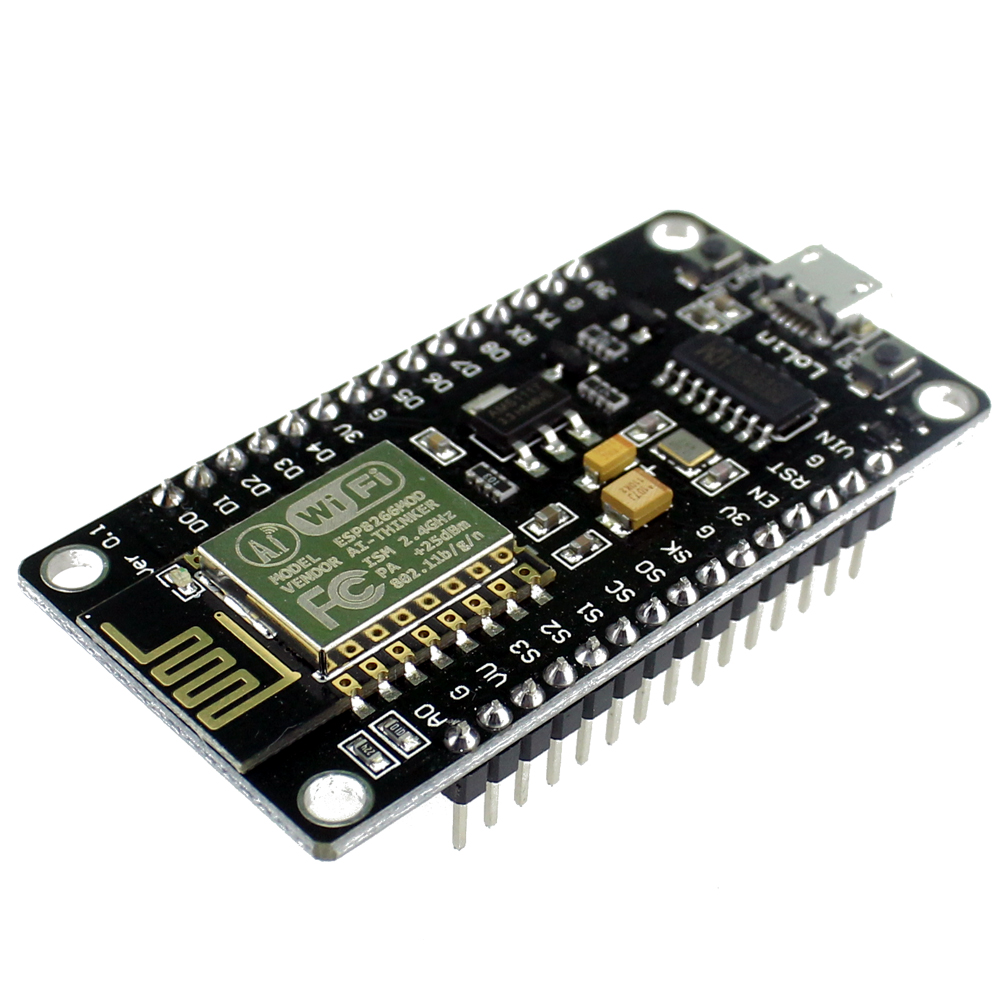 Ai WiFi
MODEL ESP8266MOD
VENDOR AI-THINKER
ISM 2.4GHz
PA +25dBm
802.11b/g/n
FC
Ver 0.1
D0
D1
D2
D3
D4
3V
G
D5
D6
D7
D8
RX
TX
G
3V
LoLin
A0
G
VU
S3
S2
S1
SC
S0
SK
G
3V
EN
RST
G
VIN